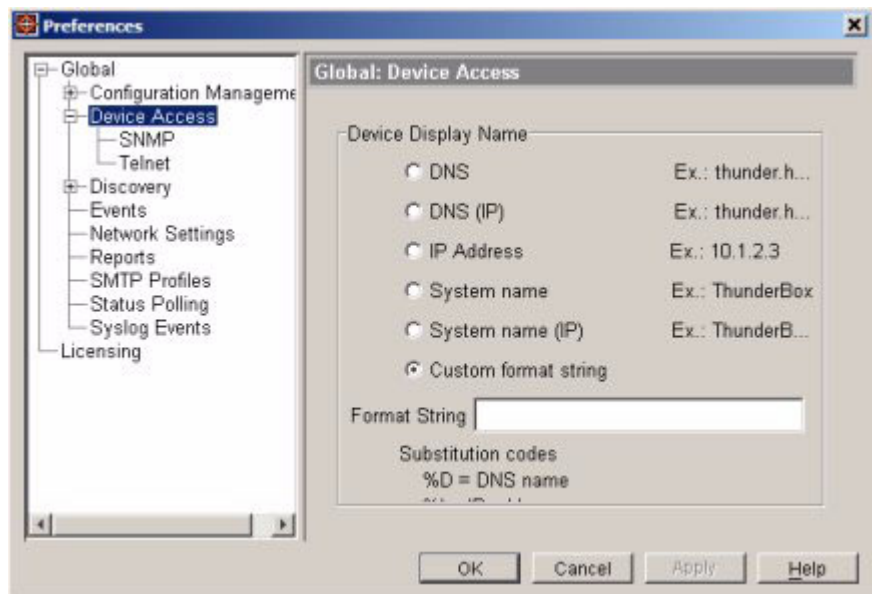 Preferences
Global
Configuration Manageme
Device Access
SNMP
Telnet
Discovery
Events
Network Settings
Reports
SMTP Profiles
Status Polling
Syslog Events
Licensing
Global: Device Access
Device Display Name
DNS Ex.: thunder.h...
DNS (IP) Ex.: thunder.h...
IP Address Ex.: 10.1.2.3
System name Ex.: ThunderBox
System name (IP) Ex.: ThunderB...
Custom format string
Format String
Substitution codes
%D = DNS name
OK Cancel Apply Help